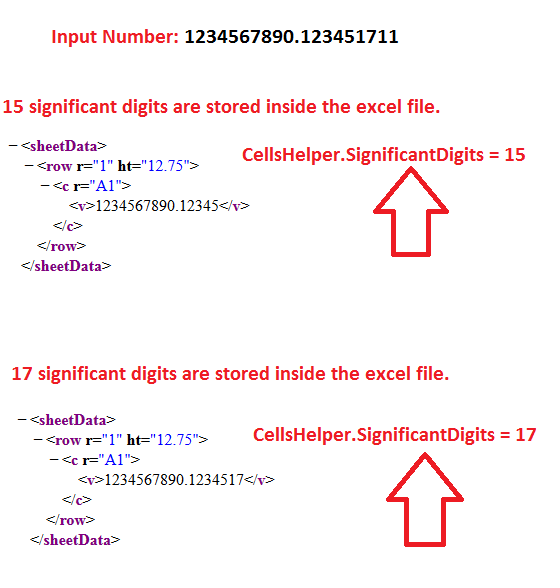 Input Number: 1234567890.123451711
15 significant digits are stored inside the excel file.
−<sheetData>
CellsHelper.SignificantDigits = 15
−<row r="1" ht="12.75">
−<c r="A1">
<v>1234567890.12345</v>
</c>
</row>
</sheetData>
17 significant digits are stored inside the excel file.
−<sheetData>
CellsHelper.SignificantDigits = 17
−<row r="1" ht="12.75">
−<c r="A1">
<v>1234567890.1234517</v>
</c>
</row>
</sheetData>